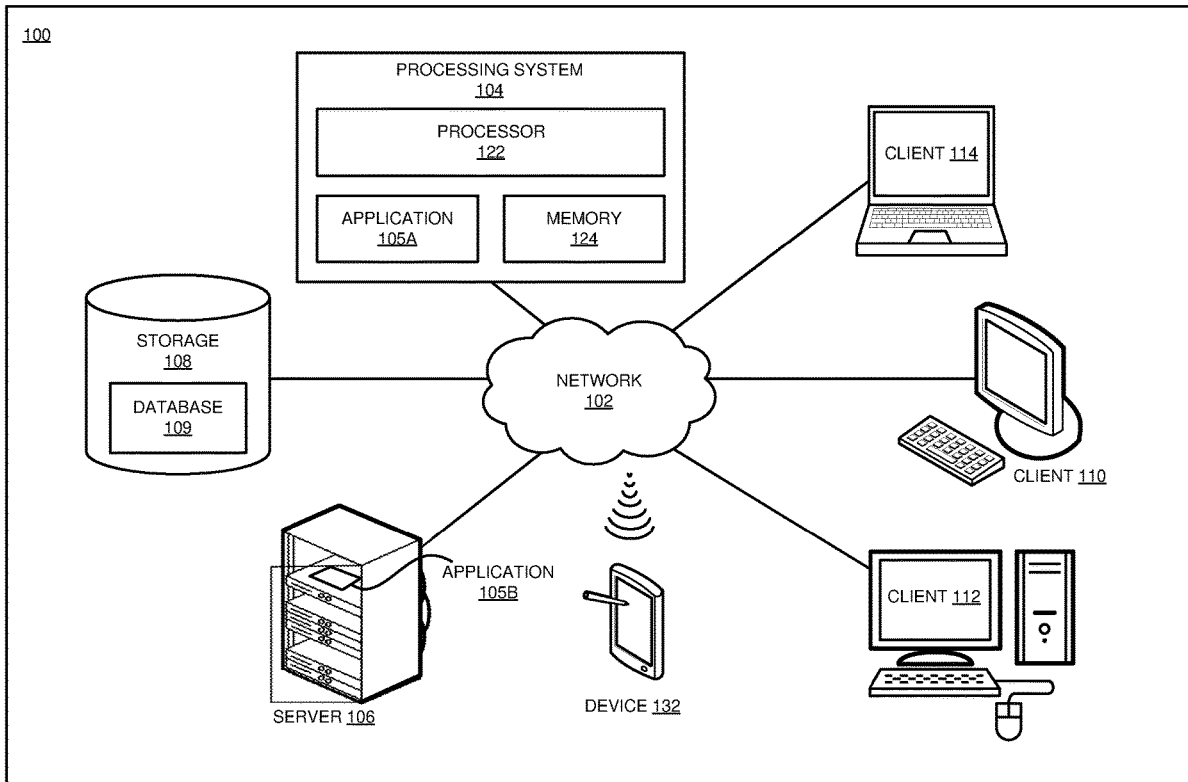 100
PROCESSING SYSTEM
104
PROCESSOR
122
APPLICATION
105A
MEMORY
124
CLIENT 114
STORAGE
108
DATABASE
109
NETWORK
102
CLIENT 110
APPLICATION
105B
CLIENT 112
SERVER 106
DEVICE 132